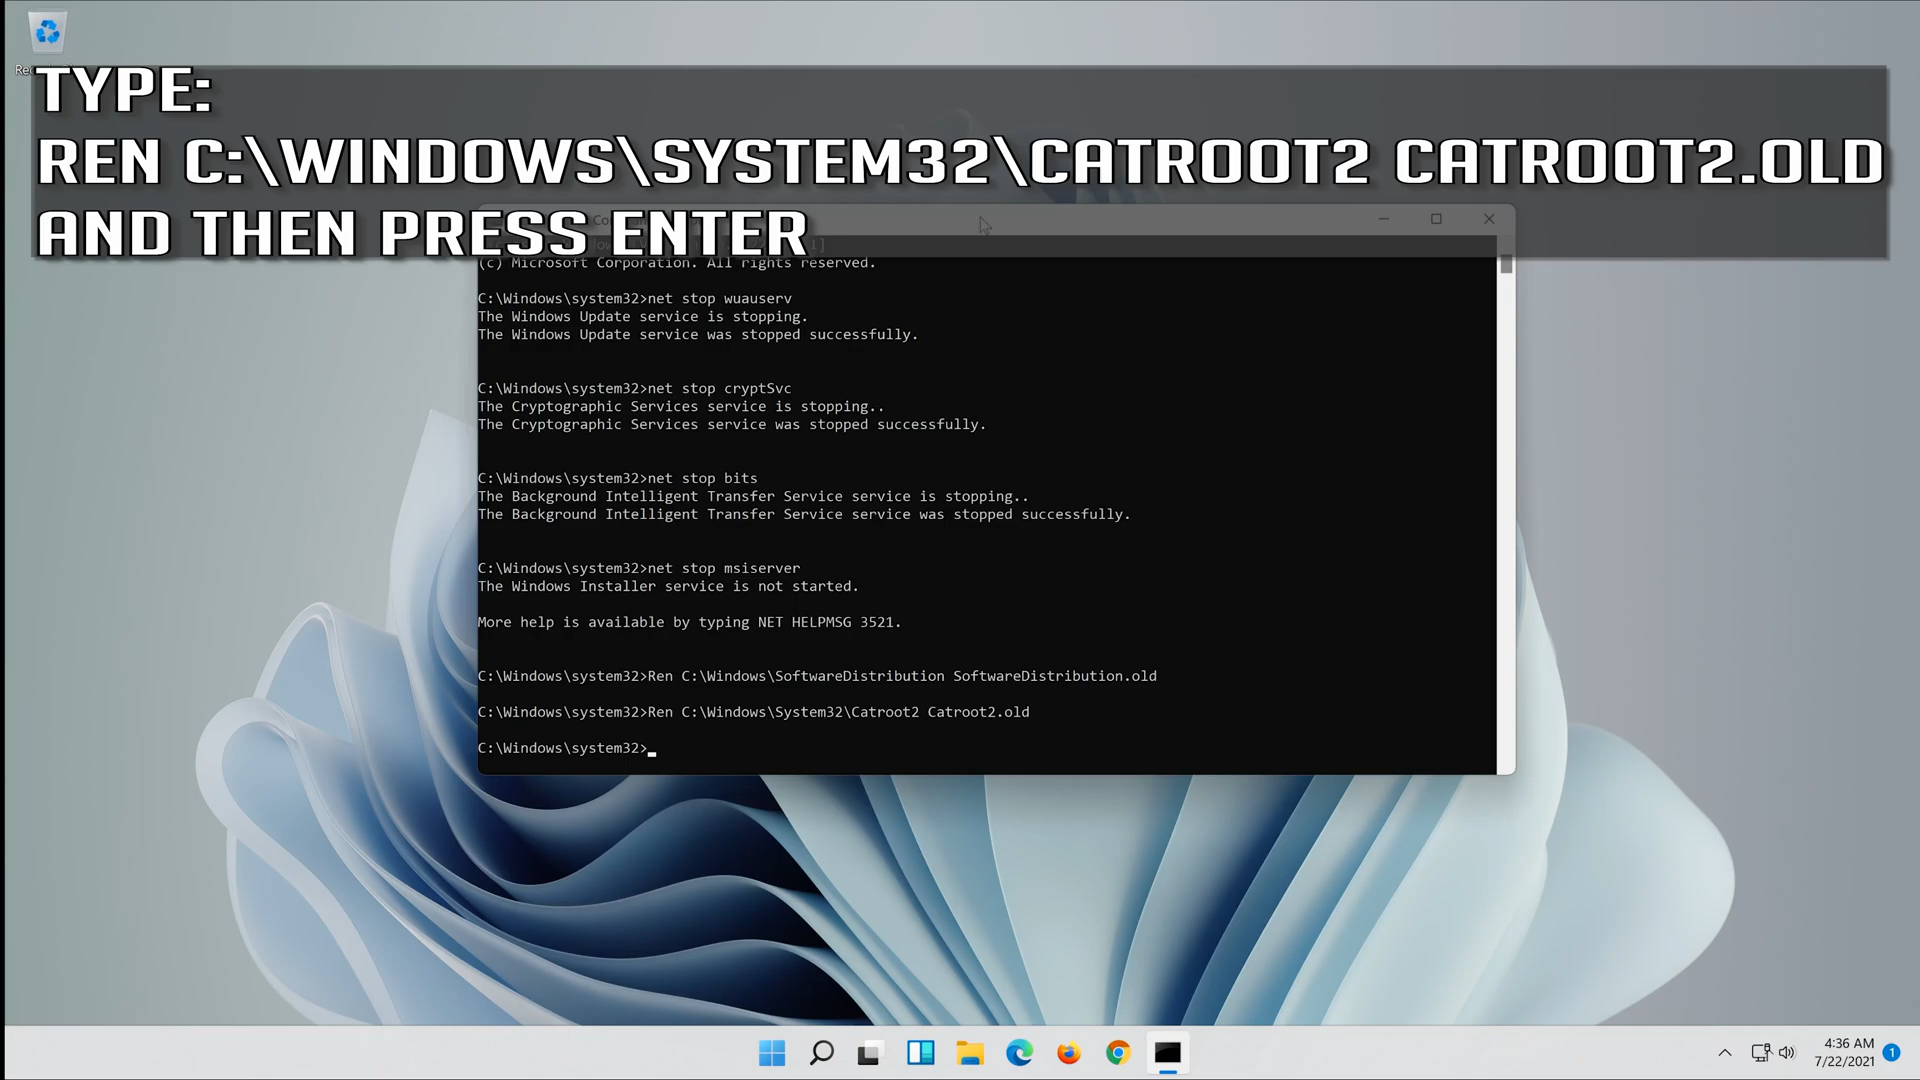 TYPE:
REN C:\WINDOWS\SYSTEM32\CATROOT2 CATROOT2.OLD
AND THEN PRESS ENTER
(c) Microsoft Corporation. All rights reserved.
C:\Windows\system32>net stop wuauserv
The Windows Update service is stopping.
The Windows Update service was stopped successfully.
C:\Windows\system32>net stop cryptSvc
The Cryptographic Services service is stopping..
The Cryptographic Services service was stopped successfully.
C:\Windows\system32>net stop bits
The Background Intelligent Transfer Service service is stopping..
The Background Intelligent Transfer Service service was stopped successfully.
C:\Windows\system32>net stop msiserver
The Windows Installer service is not started.
More help is available by typing NET HELPMSG 3521.
C:\Windows\system32>Ren C:\Windows\SoftwareDistribution SoftwareDistribution.old
C:\Windows\system32>Ren C:\Windows\System32\Catroot2 Catroot2.old
C:\Windows\system32>
4:36 AM
7/22/2021
1